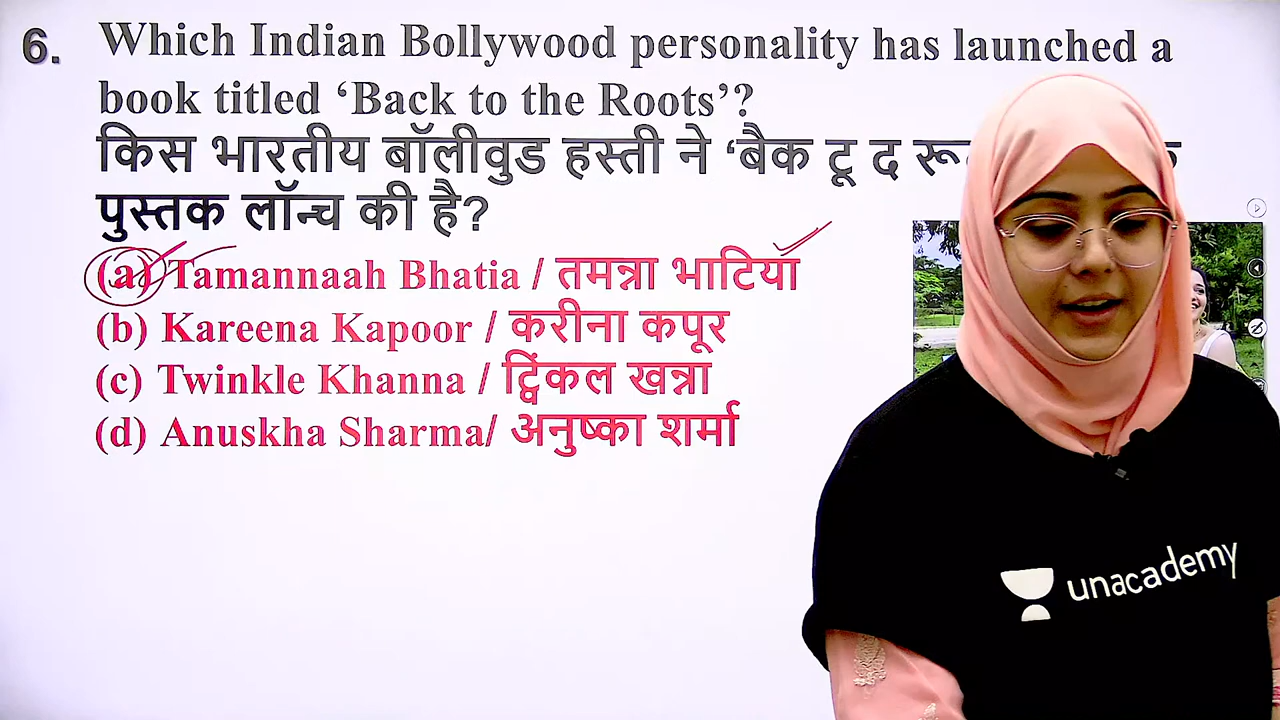 6. Which Indian Bollywood personality has launched a
book titled ‘Back to the Roots’?
किस भारतीय बॉलीवुड हस्ती ने ‘बैक टू द
पुस्तक लॉन्च की है?
(a) Tamannaah Bhatia / तमन्ना भाटिया
(b) Kareena Kapoor / करीना कपूर
(c) Twinkle Khanna / ट्विंकल खन्ना
(d) Anuskha Sharma/ अनुष्का शर्मा
unacademy